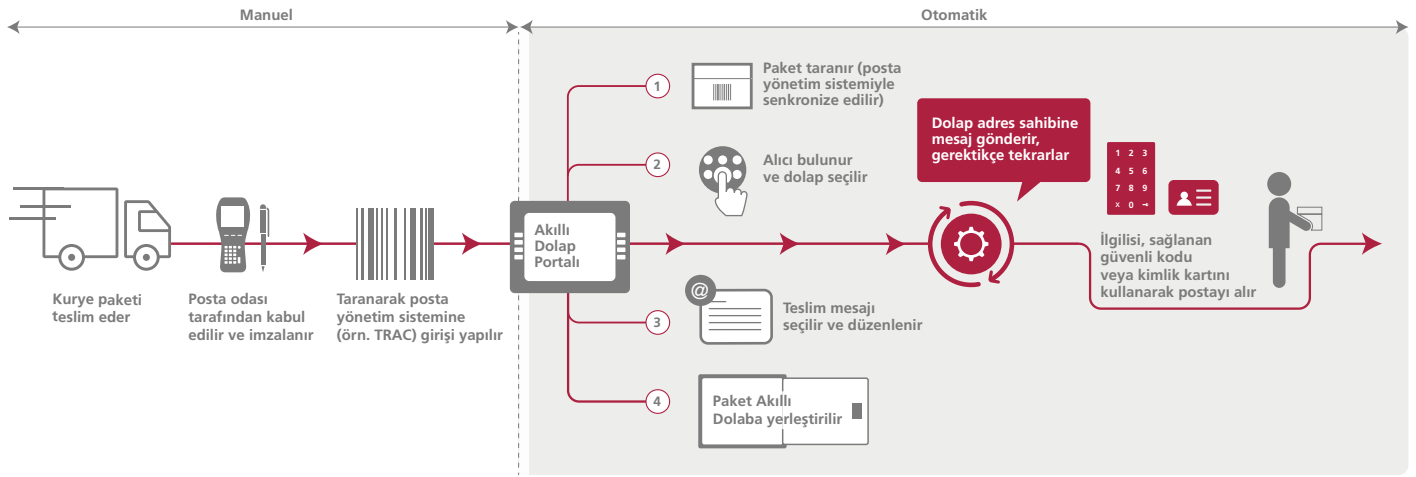 Manuel
Otomatik
Kurye paketi
teslim eder
Posta odası
tarafından kabul
edilir ve imzalanır
Taranarak posta
yönetim sistemine
(örn. TRAC) girişi yapılır
Akıllı
Dolap
Portalı
1
Paket taranır (posta
yönetim sistemiyle
senkronize edilir)
2
Alıcı bulunur
ve dolap seçilir
3
@
Teslim mesajı
seçilir ve düzenlenir
4
Paket Akıllı
Dolaba yerleştirilir
Dolap adres sahibine
mesaj gönderir,
gerektikçe tekrarlar
1 2 3
4 5 6
7 8 9
x 0 →
İlgilisi, sağlanan
güvenli kodu
veya kimlik kartını
kullanarak postayı alır